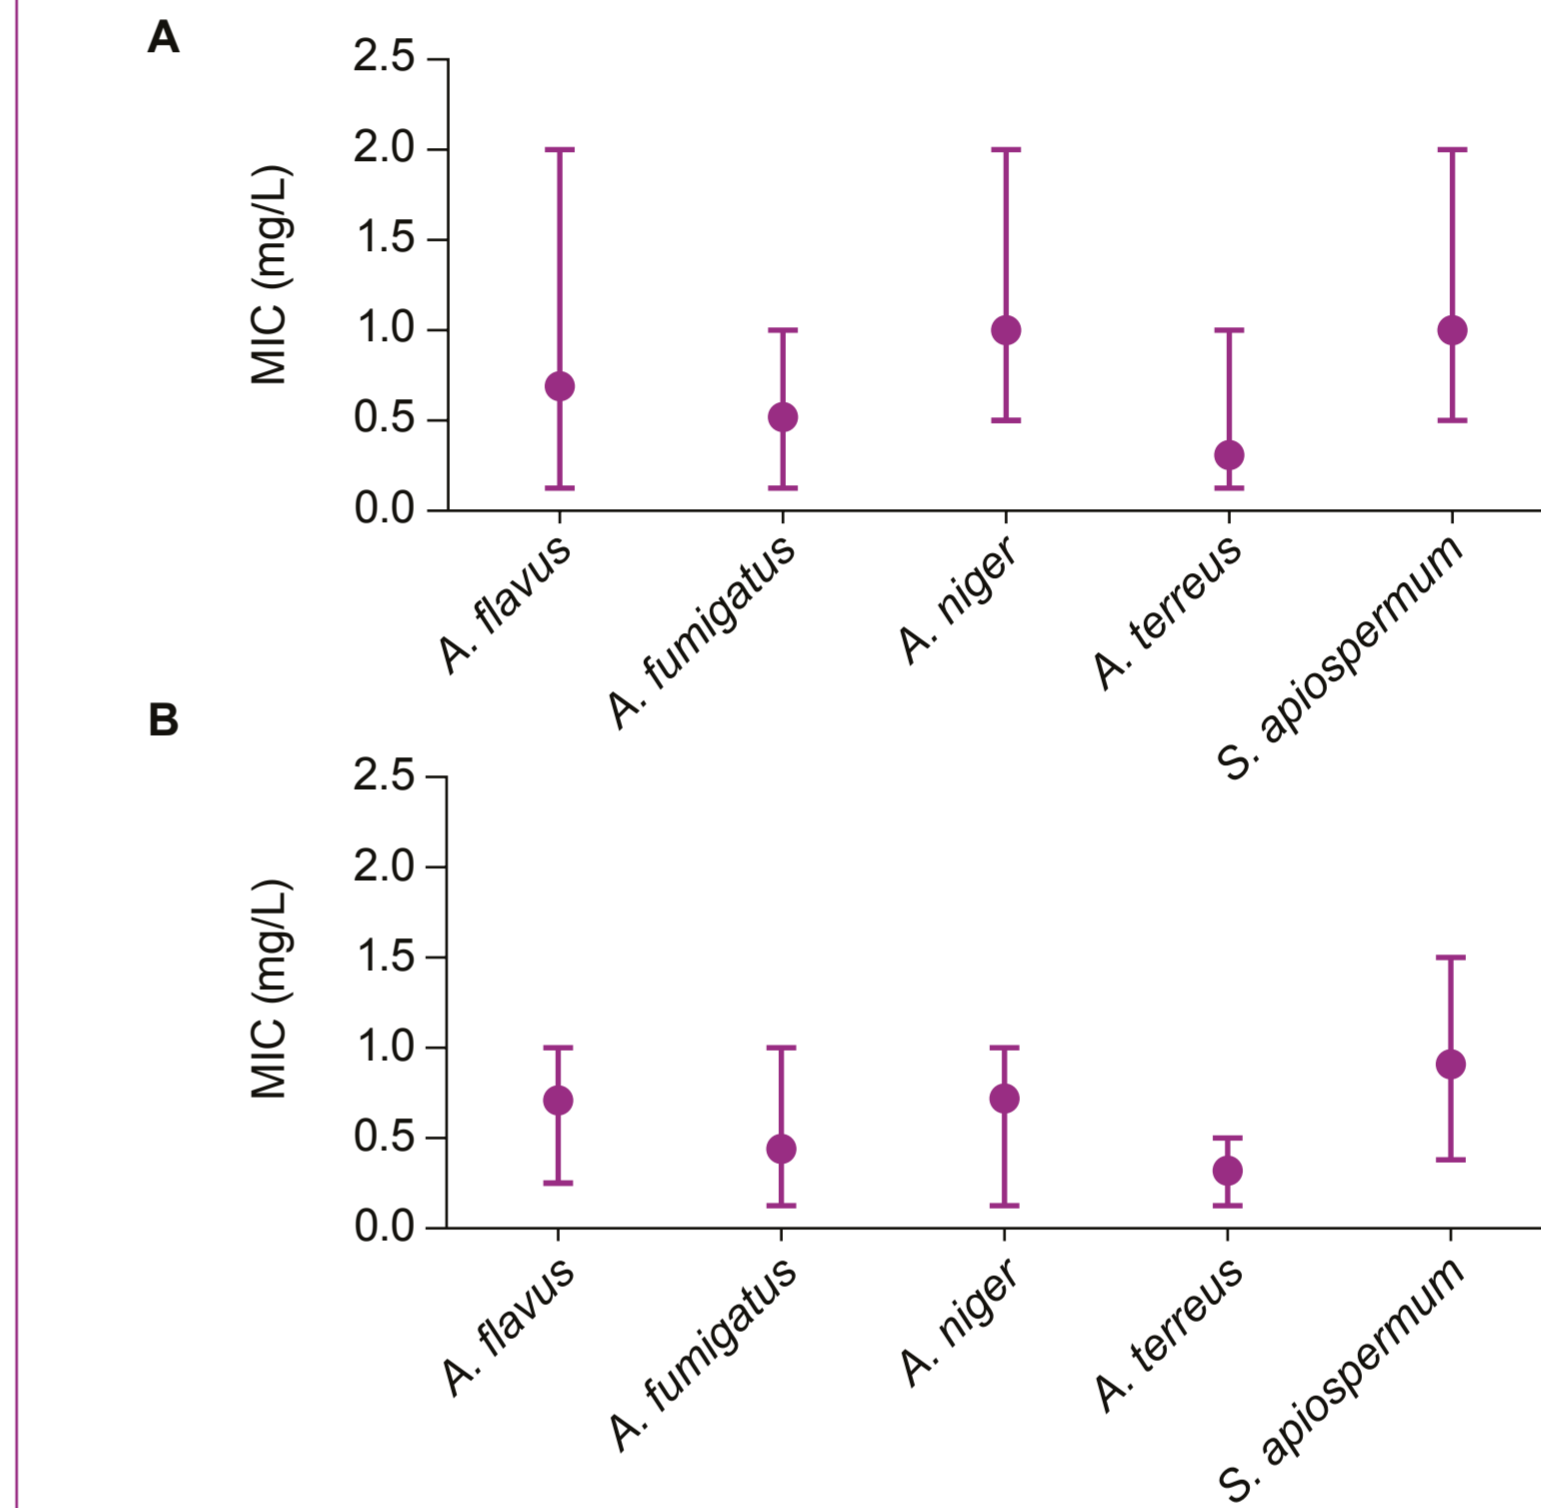 A
2.5
2.0
1.5
1.0
0.5
0.0
MIC (mg/L)
A. flavus
A. fumigatus
A. niger
A. terreus
S. apiospermum
B
2.5
2.0
1.5
1.0
0.5
0.0
MIC (mg/L)
A. flavus
A. fumigatus
A. niger
A. terreus
S. apiospermum